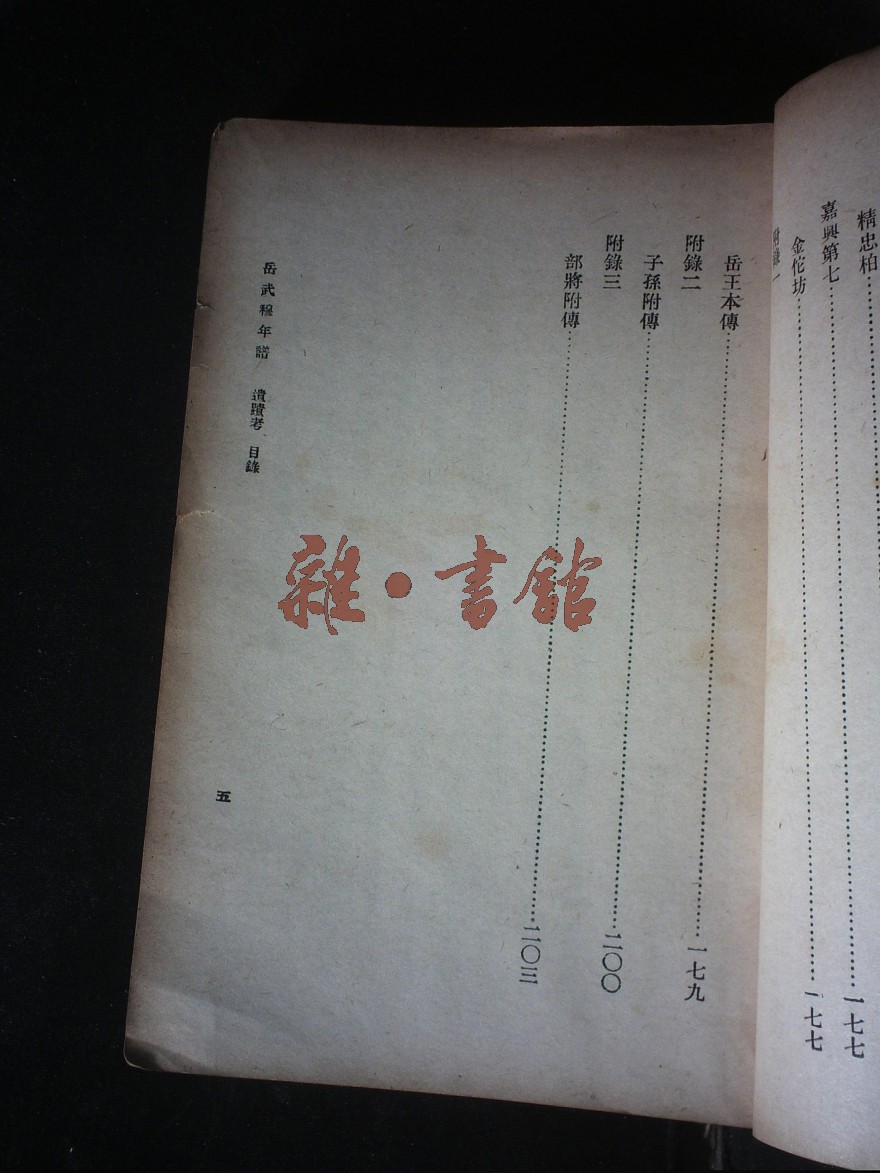 精忠柏……一七七
嘉興第七
金佗坊……一七七
附錄一
岳王本傳……一七九
附錄二
子孫附傳……二〇〇
附錄三
部將附傳……二〇三
岳武穆年譜 遺蹟考 目錄
五
雜·書館